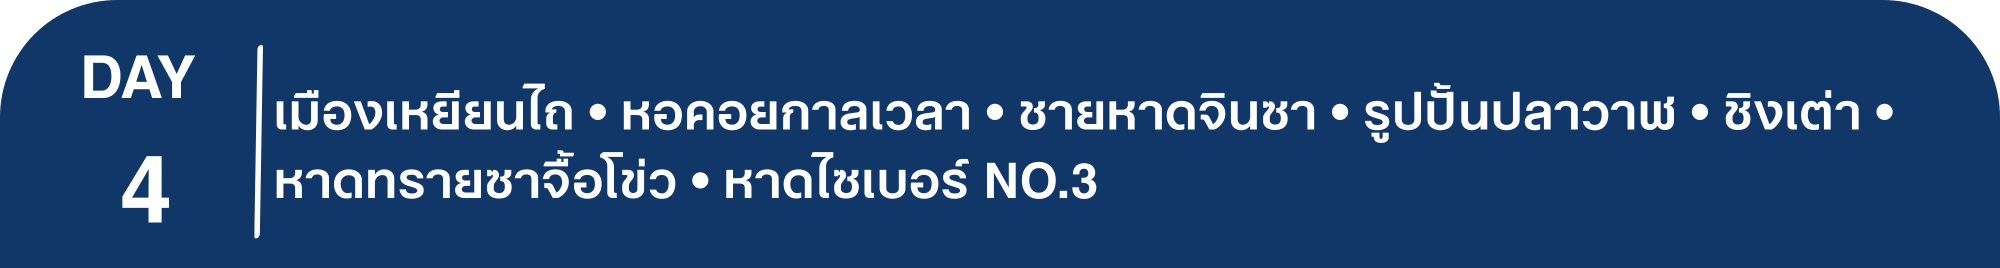 DAY
4
เมืองเหยียนไถ • หอคอยกาลเวลา • ชายหาดจินซา • รูปปั้นปลาวาฬ • ชิงเต่า •
หาดทรายซาจื้อโข่ว • หาดไซเบอร์ NO.3